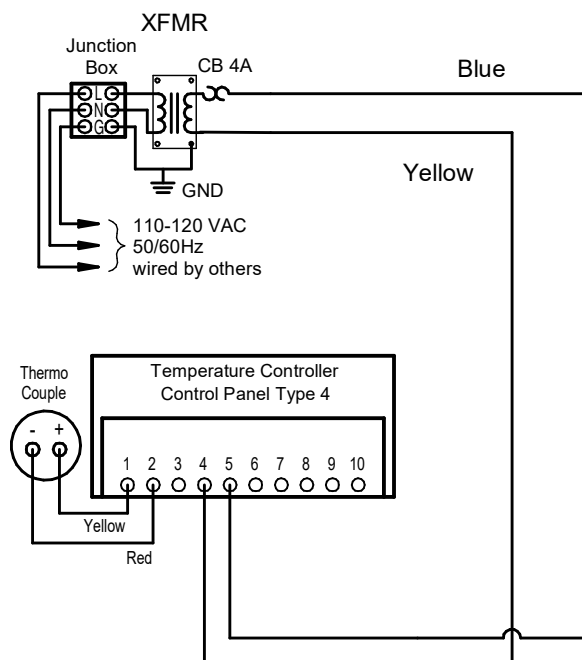 XFMR
Junction
Box
CB 4A
Blue
L
N
G
Yellow
GND
110-120 VAC
50/60Hz
wired by others
Thermo
Couple
- +
Temperature Controller
Control Panel Type 4
1 2 3 4 5 6 7 8 9 10
Yellow
Red